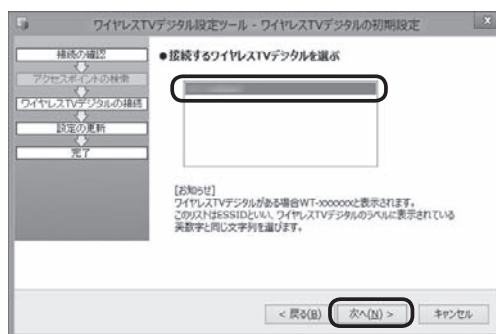 ワイヤレスTVデジタル設定ツール - ワイヤレスTVデジタルの初期設定
x
接続の確認
アクセスポイントの検索
ワイヤレスTVデジタルの接続
設定の更新
完了
●接続するワイヤレスTVデジタルを選ぶ
[お知らせ]
ワイヤレスTVデジタルがある場合WT-xxxxxxと表示されます。
このリストはESSIDといい、ワイヤレスTVデジタルのラベルに表示されている
英数字と同じ文字列を選びます。
< 戻る(B)
次へ(N) >
キャンセル